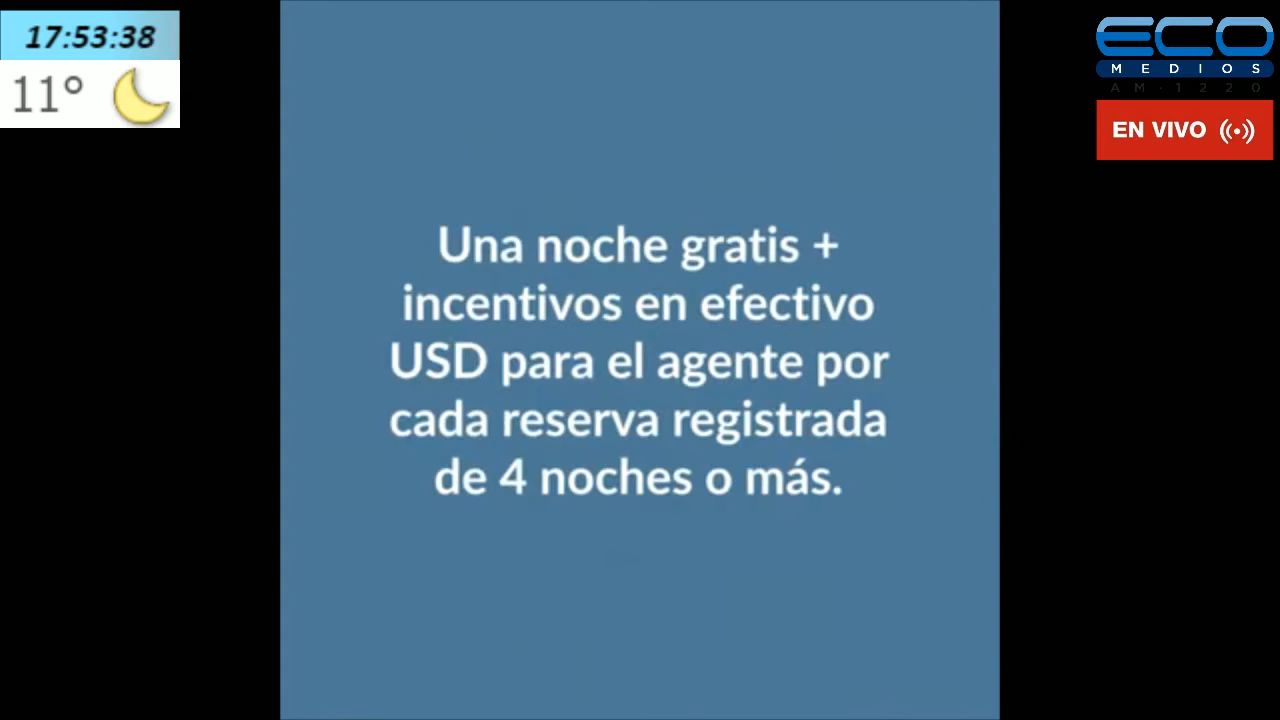 17:53:38
11°
ECO
MEDIOS
AM·1220
EN VIVO
Una noche gratis +
incentivos en efectivo
USD para el agente por
cada reserva registrada
de 4 noches o más.